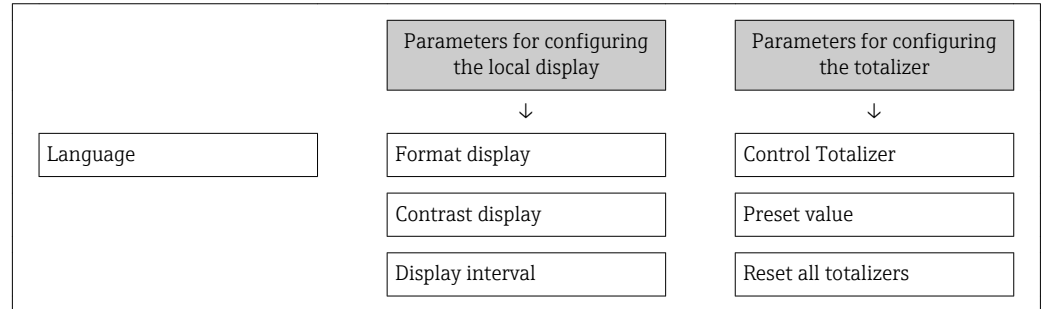 Parameters for configuring
the local display
Parameters for configuring
the totalizer
↓
↓
Language
Format display
Control Totalizer
Contrast display
Preset value
Display interval
Reset all totalizers